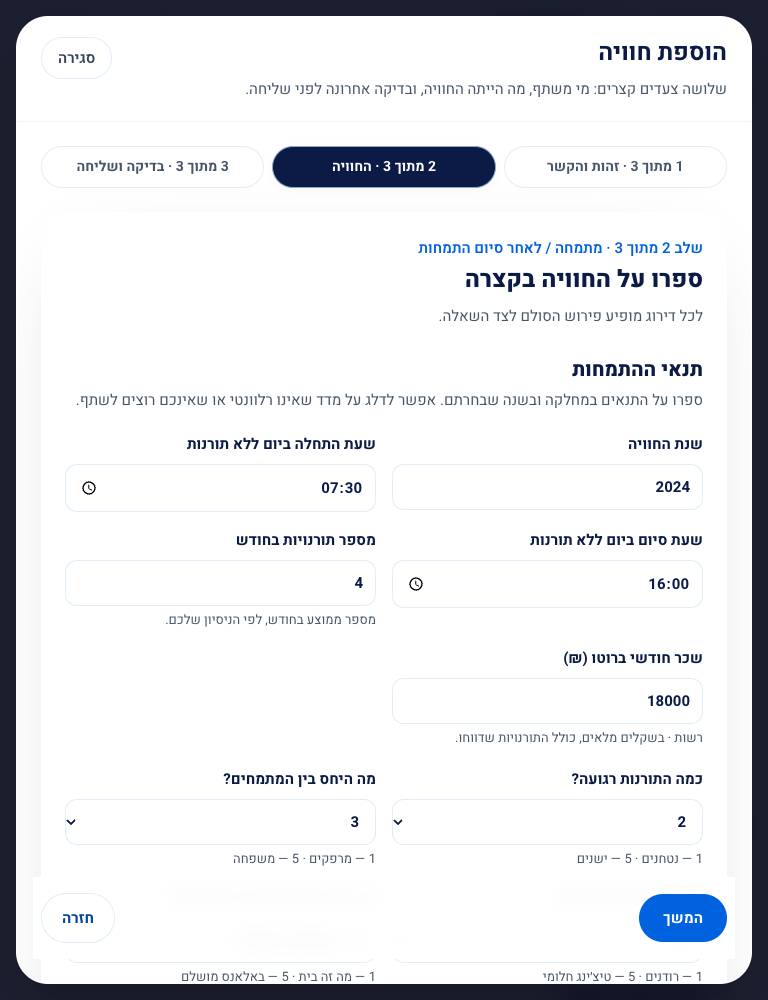 הוספת חוויה
סגירה
שלושה צעדים קצרים: מי משתף, מה הייתה החוויה, ובדיקה אחרונה לפני שליחה.
1 מתוך 3 · זהות והקשר
2 מתוך 3 · החוויה
3 מתוך 3 · בדיקה ושליחה
שלב 2 מתוך 3 · מתמחה / לאחר סיום התמחות
ספרו על החוויה בקצרה
לכל דירוג מופיע פירוש הסולם לצד השאלה.
תנאי ההתמחות
ספרו על התנאים במחלקה ובשנה שבחרתם. אפשר לדלג על מדד שאינו רלוונטי או שאינכם רוצים לשתף.
שנת החוויה
2024
שעת התחלה ביום ללא תורנות
07:30
שעת סיום ביום ללא תורנות
16:00
מספר תורנויות בחודש
4
מספר ממוצע בחודש, לפי הניסיון שלכם.
שכר חודשי ברוטו (₪)
18000
רשות · בשקלים מלאים, כולל התורנויות שדווחו.
כמה התורנות רגועה?
2
1 — נטחנים · 5 — ישנים
מה היחס בין המתמחים?
3
1 — מרפקים · 5 — משפחה
המשך
חזרה
1 — רודנים · 5 — טיצ׳ינג חלומי
1 — מה זה בית · 5 — באלאנס מושלם